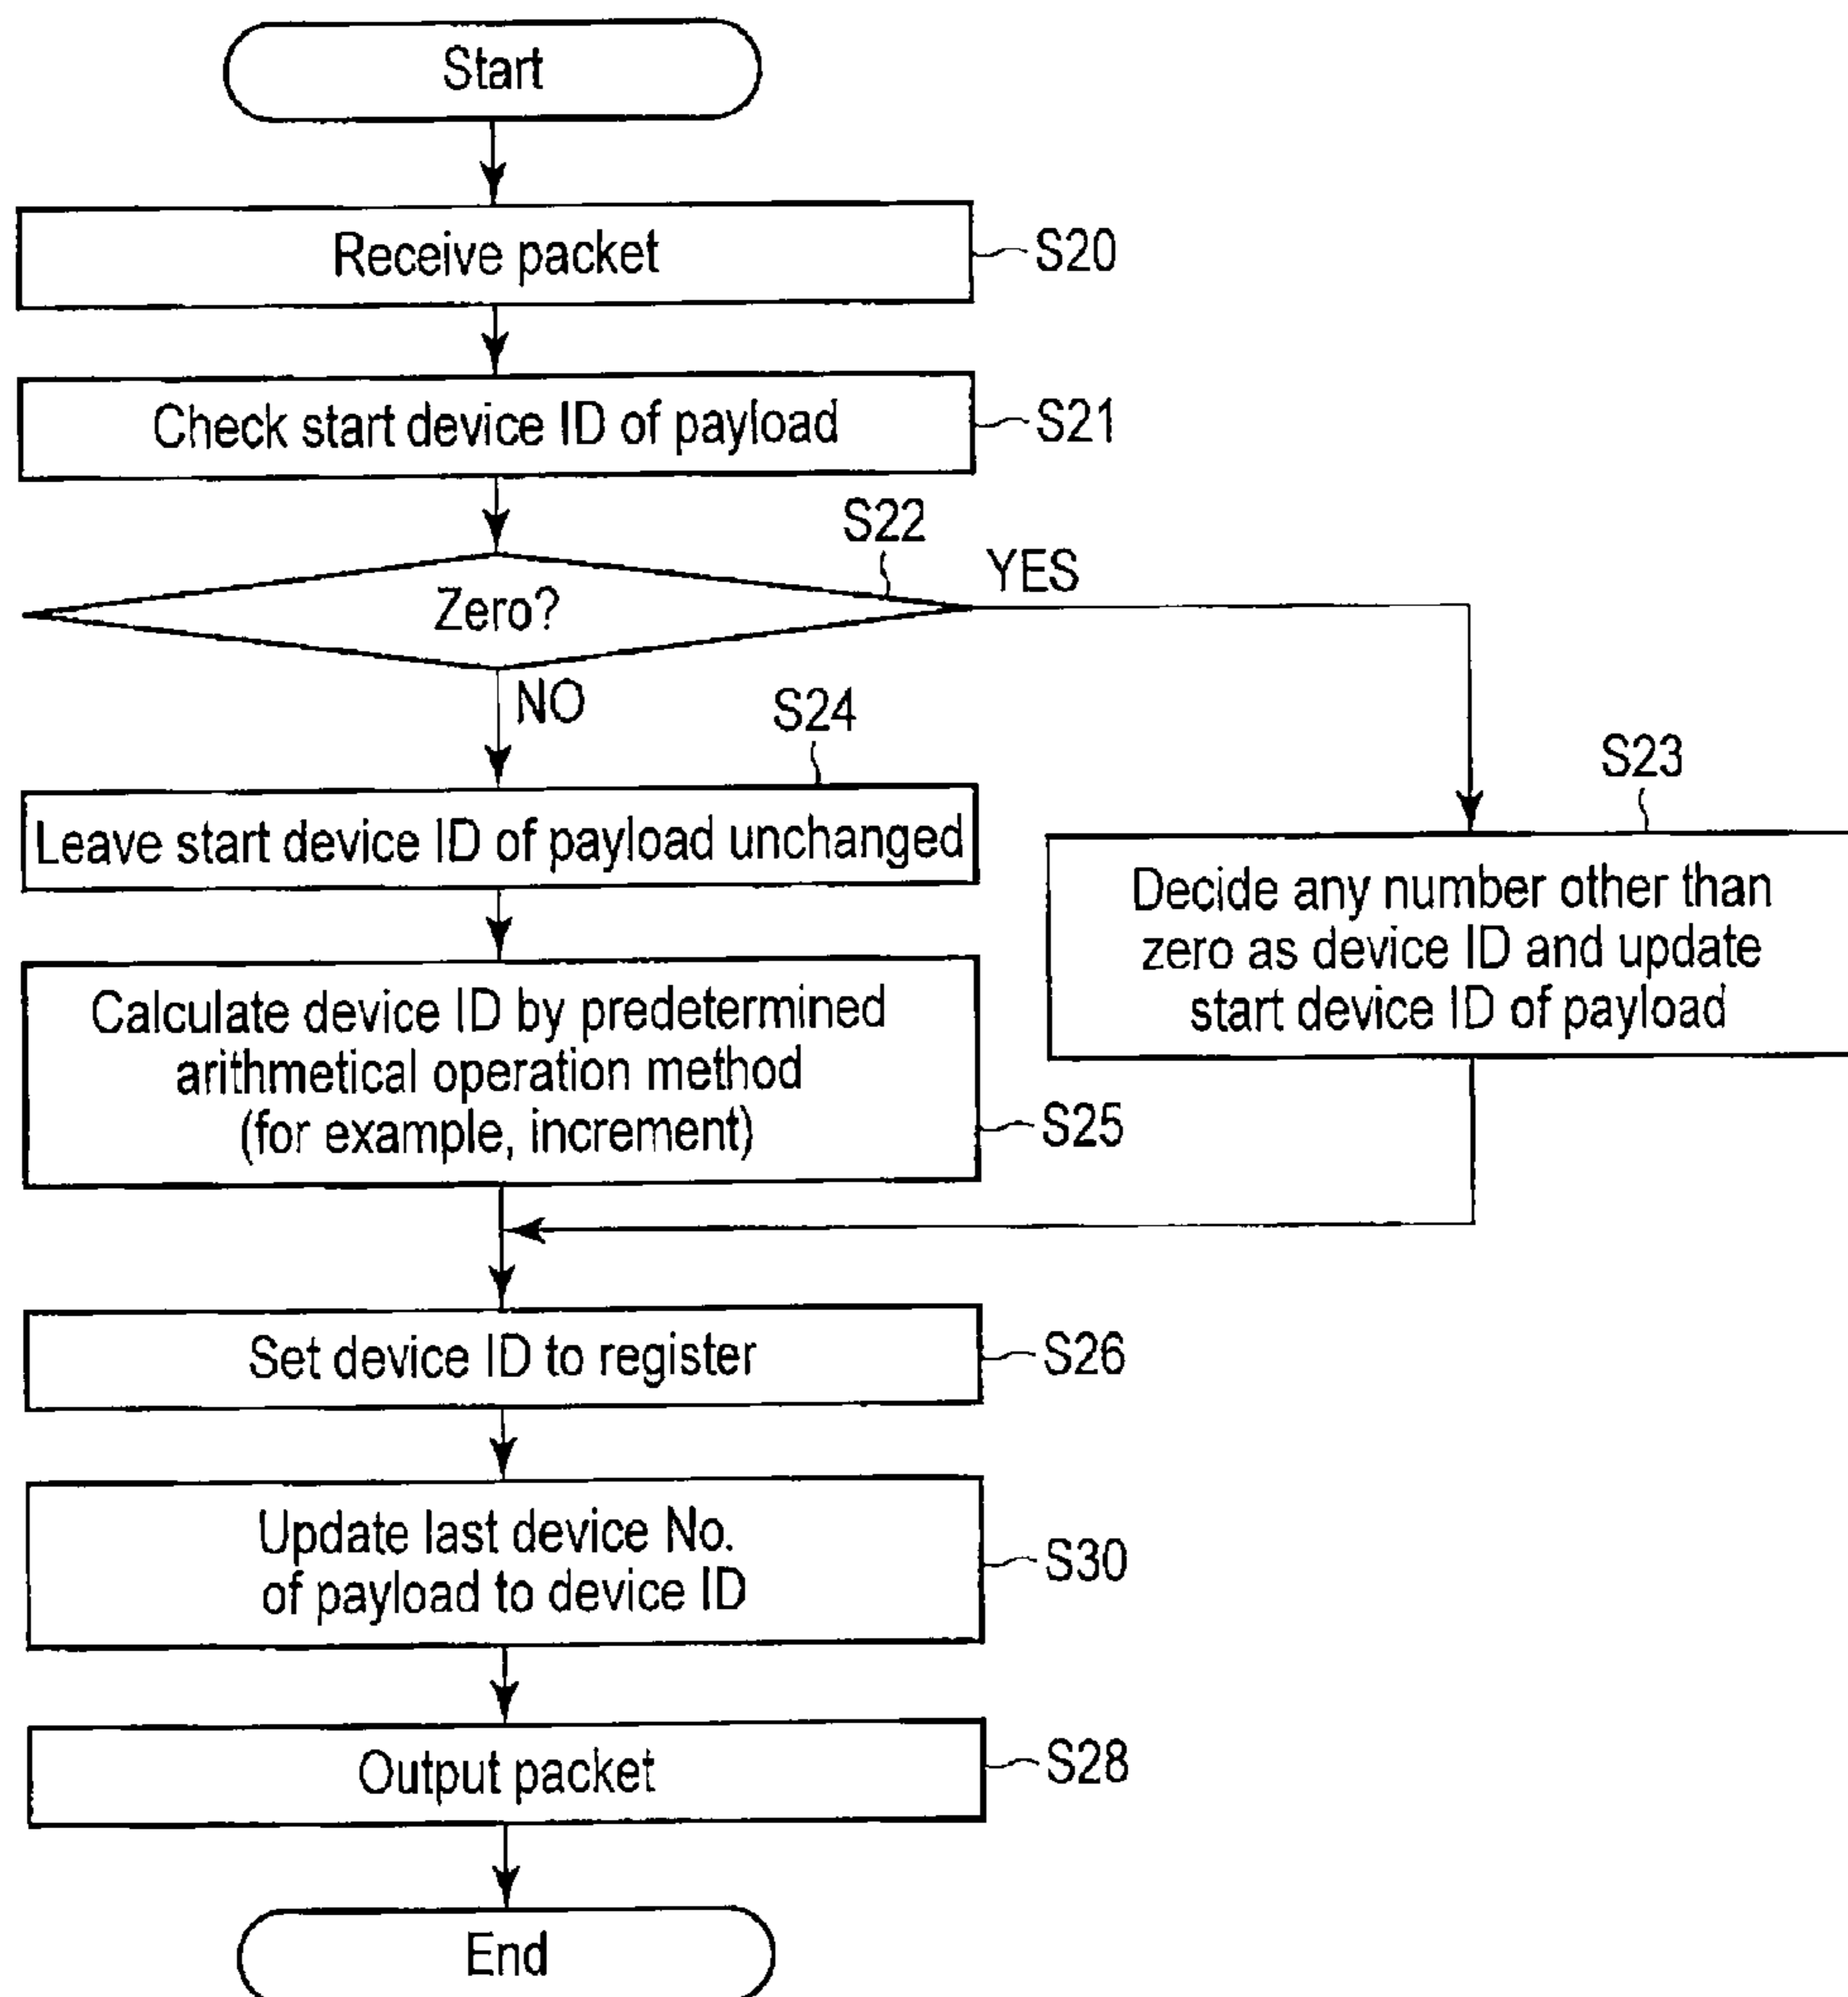 Start
Receive packet
S20
Check start device ID of payload
S21
S22
Zero?
YES
NO
S24
Leave start device ID of payload unchanged
S23
Decide any number other than
zero as device ID and update
start device ID of payload
Calculate device ID by predetermined
arithmetical operation method
(for example, increment)
S25
Set device ID to register
S26
Update last device No.
of payload to device ID
S30
Output packet
S28
End